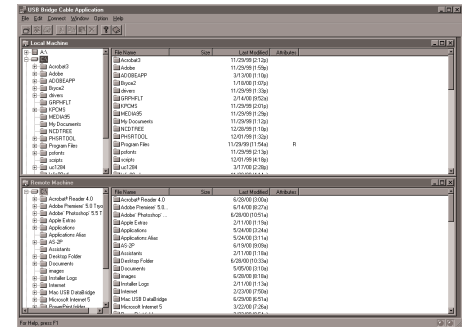 USB Bridge Cable Application
File Edit Connect Window Option Help
Local Machine
A:\
Acrobat3
Adobe
ADOBEAPP
Bryce2
drivers
GRPHFLT
KPCMS
MEDIA95
My Documents
NCDTREE
PHSRTOOL
Program Files
psfonts
scripts
uc1284
File Name Size Last Modified Attributes
Acrobat3 11/29/99 (2:12p)
Adobe 11/29/99 (1:59p)
ADOBEAPP 3/13/00 (1:10p)
Bryce2 1/18/00 (1:07p)
drivers 11/29/99 (1:33p)
GRPHFLT 2/14/00 (9:52a)
KPCMS 11/29/99 (2:01p)
MEDIA95 11/29/99 (1:29p)
My Documents 11/29/99 (1:12p)
NCDTREE 12/28/99 (1:10p)
PHSRTOOL 12/01/99 (1:32p)
Program Files 11/29/99 (11:54a) R
psfonts 11/29/99 (2:13p)
scripts 12/01/99 (4:18p)
uc1284 3/17/00 (2:28p)
Remote Machine
Acrobat® Reader 4.0
Adobe Premiere® 5.0 Tryo
Adobe® Photoshop® 5.5 T
Apple Extras
Applications
Applications Alias
AS-2P
Assistants
Desktop Folder
Documents
images
Installer Logs
Internet
Mac USB DataBridge
Microsoft Internet 5
PowerPrint folder
File Name Size Last Modified Attributes
Acrobat® Reader 4.0 6/28/00 (3:00a)
Adobe Premiere® 5.0... 6/14/00 (8:27a)
Adobe® Photoshop® ... 6/28/00 (10:51a)
Apple Extras 2/11/00 (1:19a)
Applications 5/24/00 (3:24a)
Applications Alias 5/24/00 (3:11a)
AS-2P 6/19/00 (9:09a)
Assistants 2/11/00 (1:18a)
Desktop Folder 6/28/00 (10:33a)
Documents 5/05/00 (3:10a)
images 6/28/00 (8:18a)
Installer Logs 2/11/00 (1:13a)
Internet 2/23/00 (7:50a)
Mac USB DataBridge 6/29/00 (6:51a)
Microsoft Internet 5 3/22/00 (7:26a)
For Help, press F1